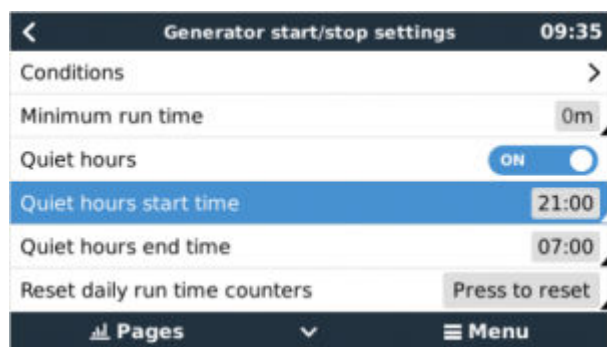 Generator start/stop settings 09:35
Conditions
Minimum run time 0m
Quiet hours ON
Quiet hours start time 21:00
Quiet hours end time 07:00
Reset daily run time counters Press to reset
Pages Menu